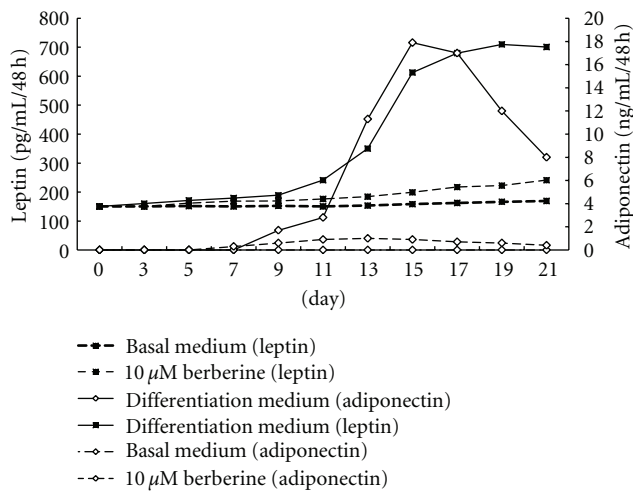 Leptin (pg/mL/48 h)
800
700
600
500
400
300
200
100
0
20
18
16
14
12
10
8
6
4
2
0
Adiponectin (ng/mL/48 h)
0 3 5 7 9 11 13 15 17 19 21
(day)
Basal medium (leptin)
10 μM berberine (leptin)
Differentiation medium (adiponectin)
Differentiation medium (leptin)
Basal medium (adiponectin)
10 μM berberine (adiponectin)